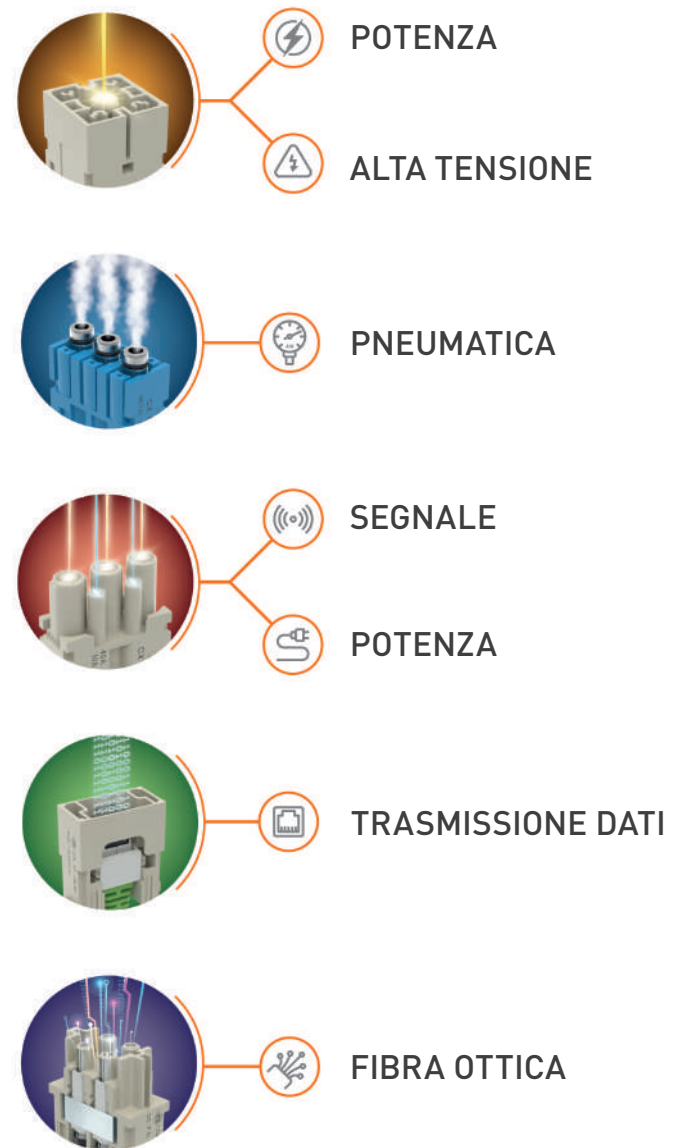 POTENZA
ALTA TENSIONE
PNEUMATICA
SEGNALE
POTENZA
TRASMISSIONE DATI
FIBRA OTTICA